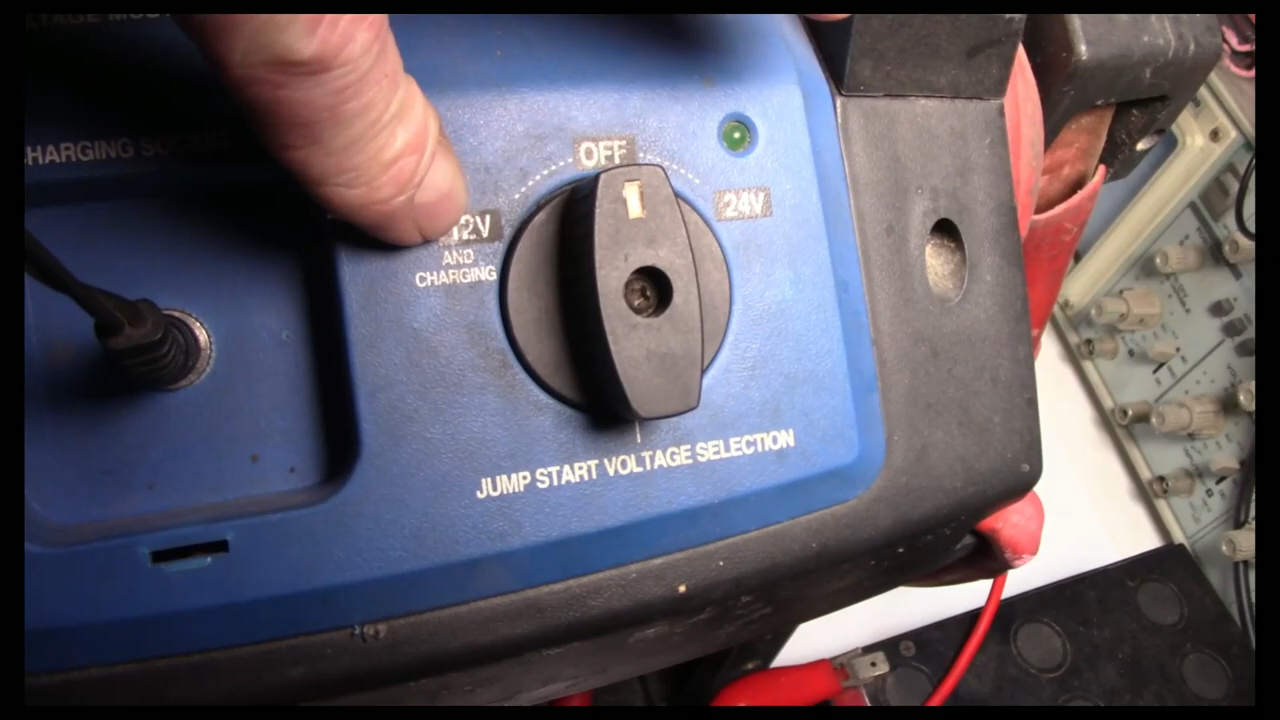 CHARGING
OFF
12V
24V
AND
CHARGING
JUMP START VOLTAGE SELECTION